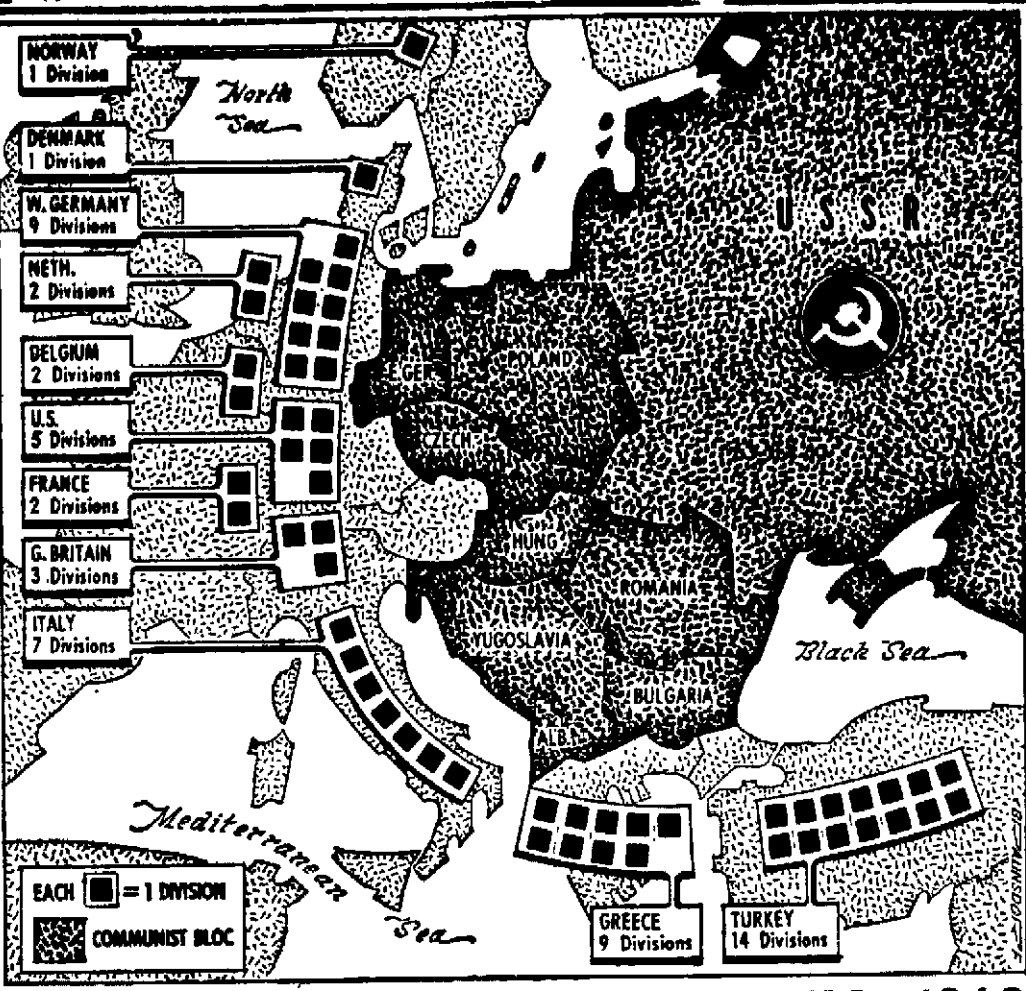 NORWAY
1 Division
North
Sea
DENMARK
1 Division
W. GERMANY
9 Divisions
NETH.
2 Divisions
BELGIUM
2 Divisions
U.S.
5 Divisions
FRANCE
2 Divisions
G. BRITAIN
3 Divisions
ITALY
7 Divisions
USSR
POLAND
GER.
CZECH.
HUNG.
ROMANIA
YUGOSLAVIA
BULGARIA
ALB.
Black Sea
Mediterranean
Sea
EACH = 1 DIVISION
COMMUNIST BLOC
GREECE
9 Divisions
TURKEY
14 Divisions